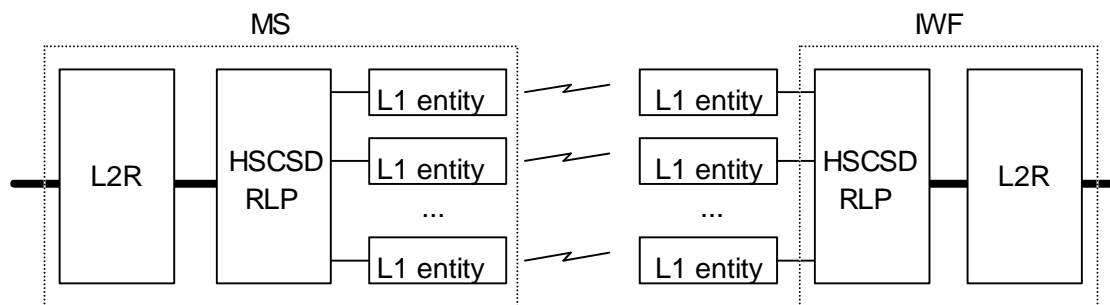 MS
IWF
L2R
HSCSD
RLP
L1 entity
L1 entity
...
L1 entity
L1 entity
L1 entity
...
L1 entity
HSCSD
RLP
L2R